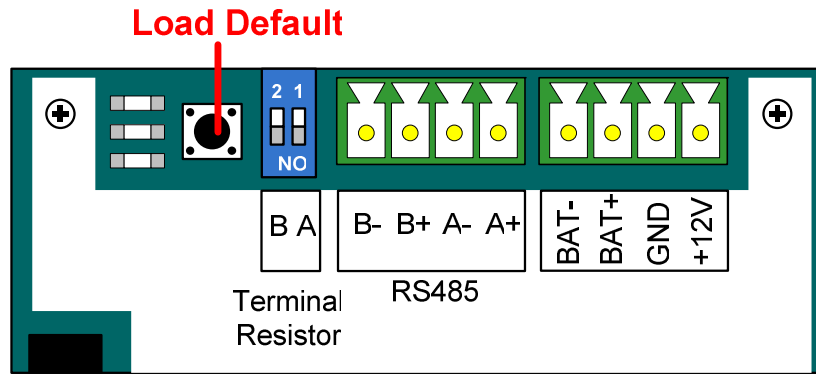 Load Default
2 1
NO
B A
B- B+ A- A+
BAT-
BAT+
GND
+12V
Terminal
Resistor
RS485